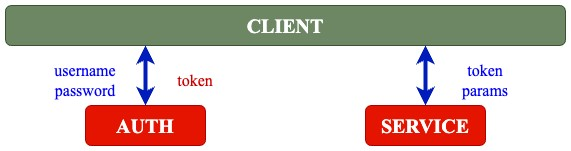 CLIENT
username
password
token
token
params
AUTH
SERVICE